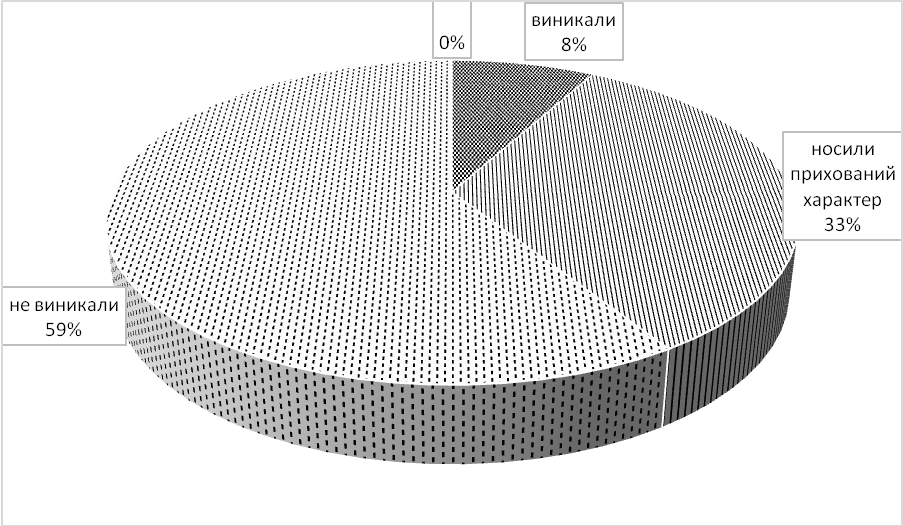 0%
виникали
8%
носили
прихований
характер
33%
не виникали
59%